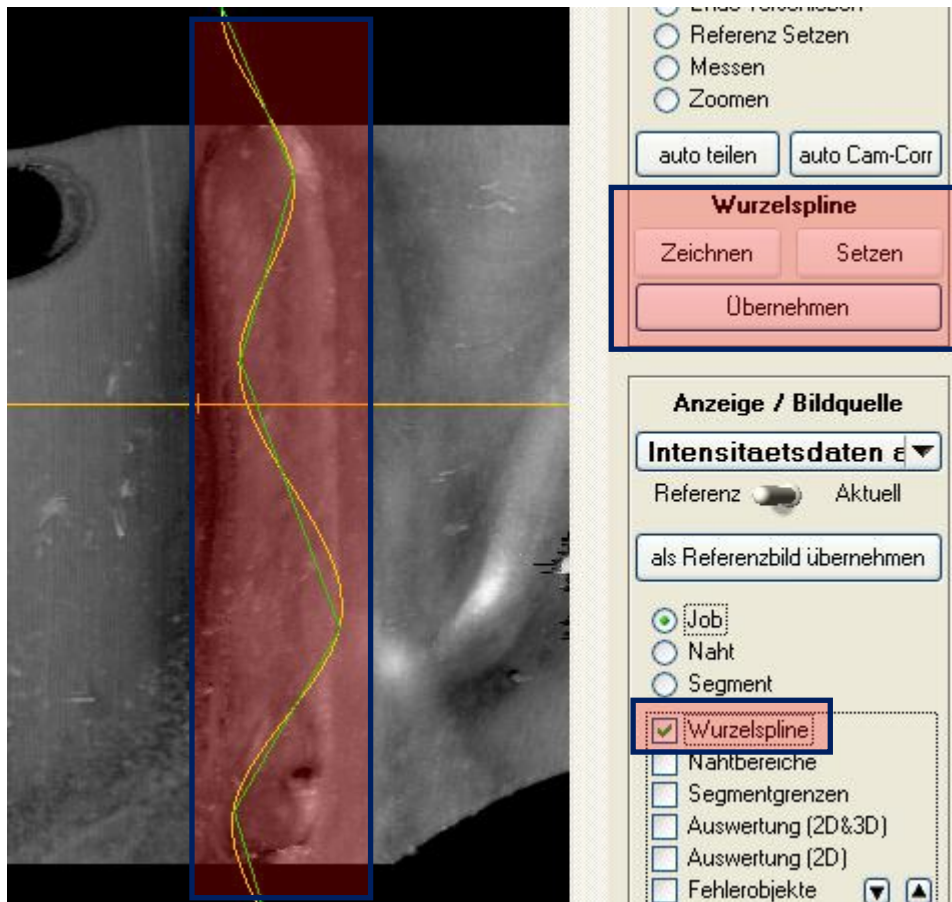 Referenz Setzen
Messen
Zoomen
auto teilen auto Cam-Corr
Wurzelspline
Zeichnen Setzen
Übernehmen
Anzeige / Bildquelle
Intensitaetsdaten
Referenz Aktuell
als Referenzbild übernehmen
Job
Naht
Segment
Wurzelspline
Nahtbereiche
Segmentgrenzen
Auswertung (2D&3D)
Auswertung (2D)
Fehlerobjekte